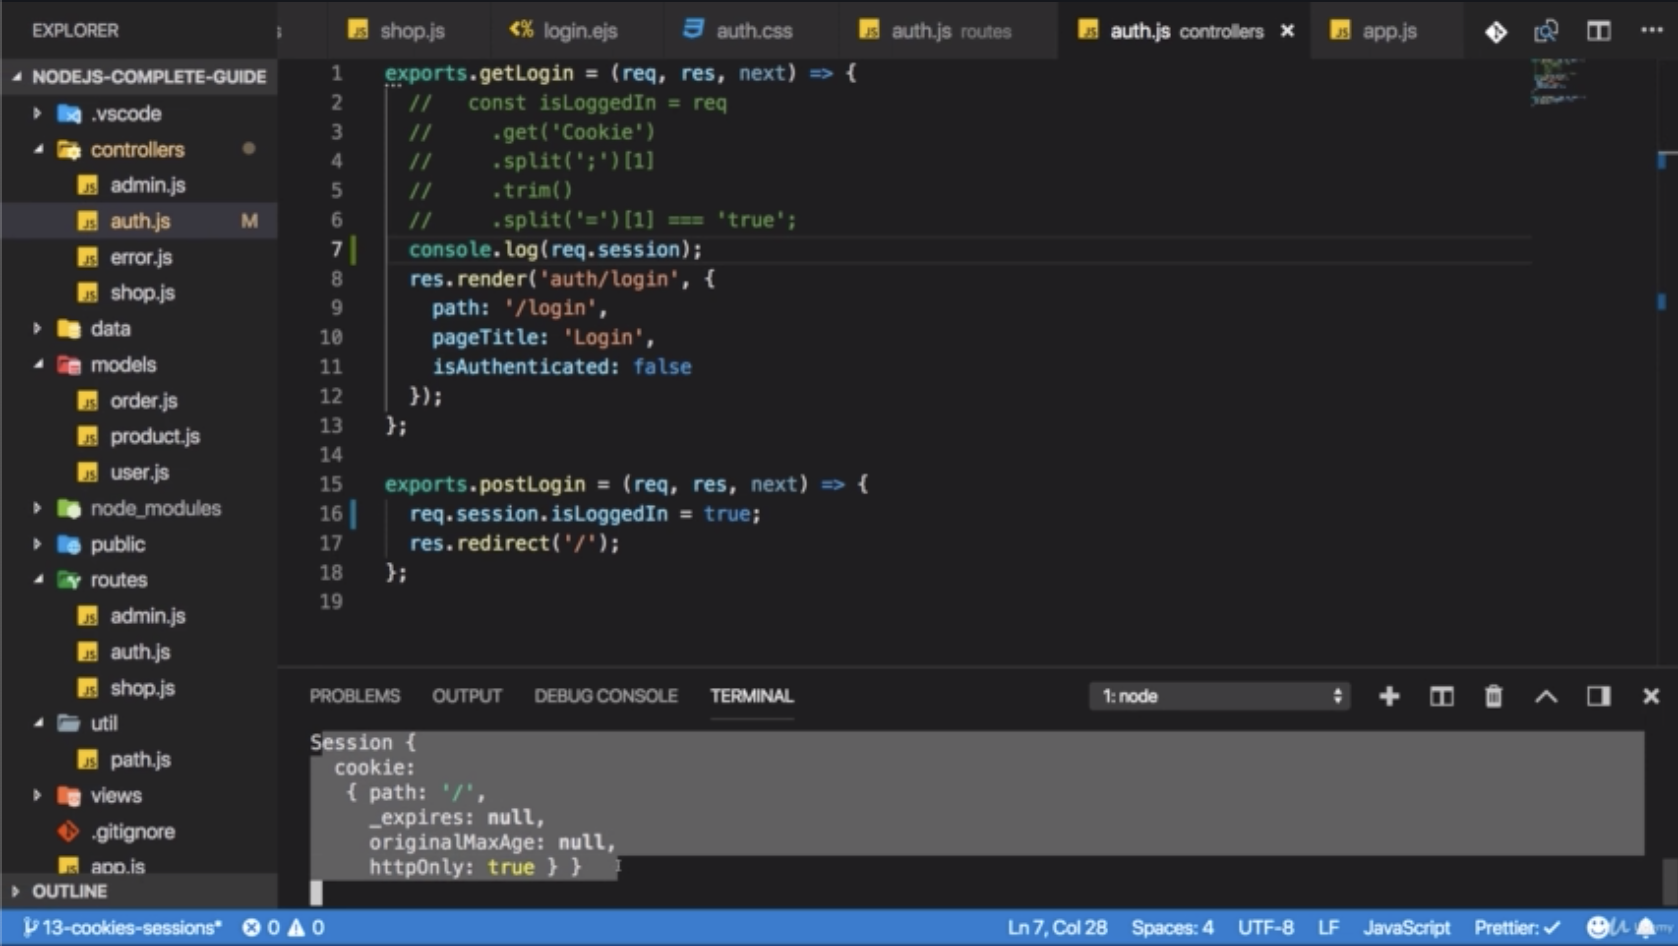 EXPLORER
shop.js
login.ejs
auth.css
auth.js routes
auth.js controllers
app.js
NODEJS-COMPLETE-GUIDE
.vscode
controllers
admin.js
auth.js M
error.js
shop.js
data
models
order.js
product.js
user.js
node_modules
public
routes
admin.js
auth.js
shop.js
util
path.js
views
.gitignore
app.js
OUTLINE
1 exports.getLogin = (req, res, next) => {
2 //   const isLoggedIn = req
3 //     .get('Cookie')
4 //     .split(';')[1]
5 //     .trim()
6 //     .split('=')[1] === 'true';
7 console.log(req.session);
8 res.render('auth/login', {
9 path: '/login',
10 pageTitle: 'Login',
11 isAuthenticated: false
12 });
13 };
14
15 exports.postLogin = (req, res, next) => {
16 req.session.isLoggedIn = true;
17 res.redirect('/');
18 };
19
PROBLEMS OUTPUT DEBUG CONSOLE TERMINAL 1: node
Session {
cookie:
{ path: '/',
_expires: null,
originalMaxAge: null,
httpOnly: true } }
13-cookies-sessions* 0 0 Ln 7, Col 28 Spaces: 4 UTF-8 LF JavaScript Prettier: ✓